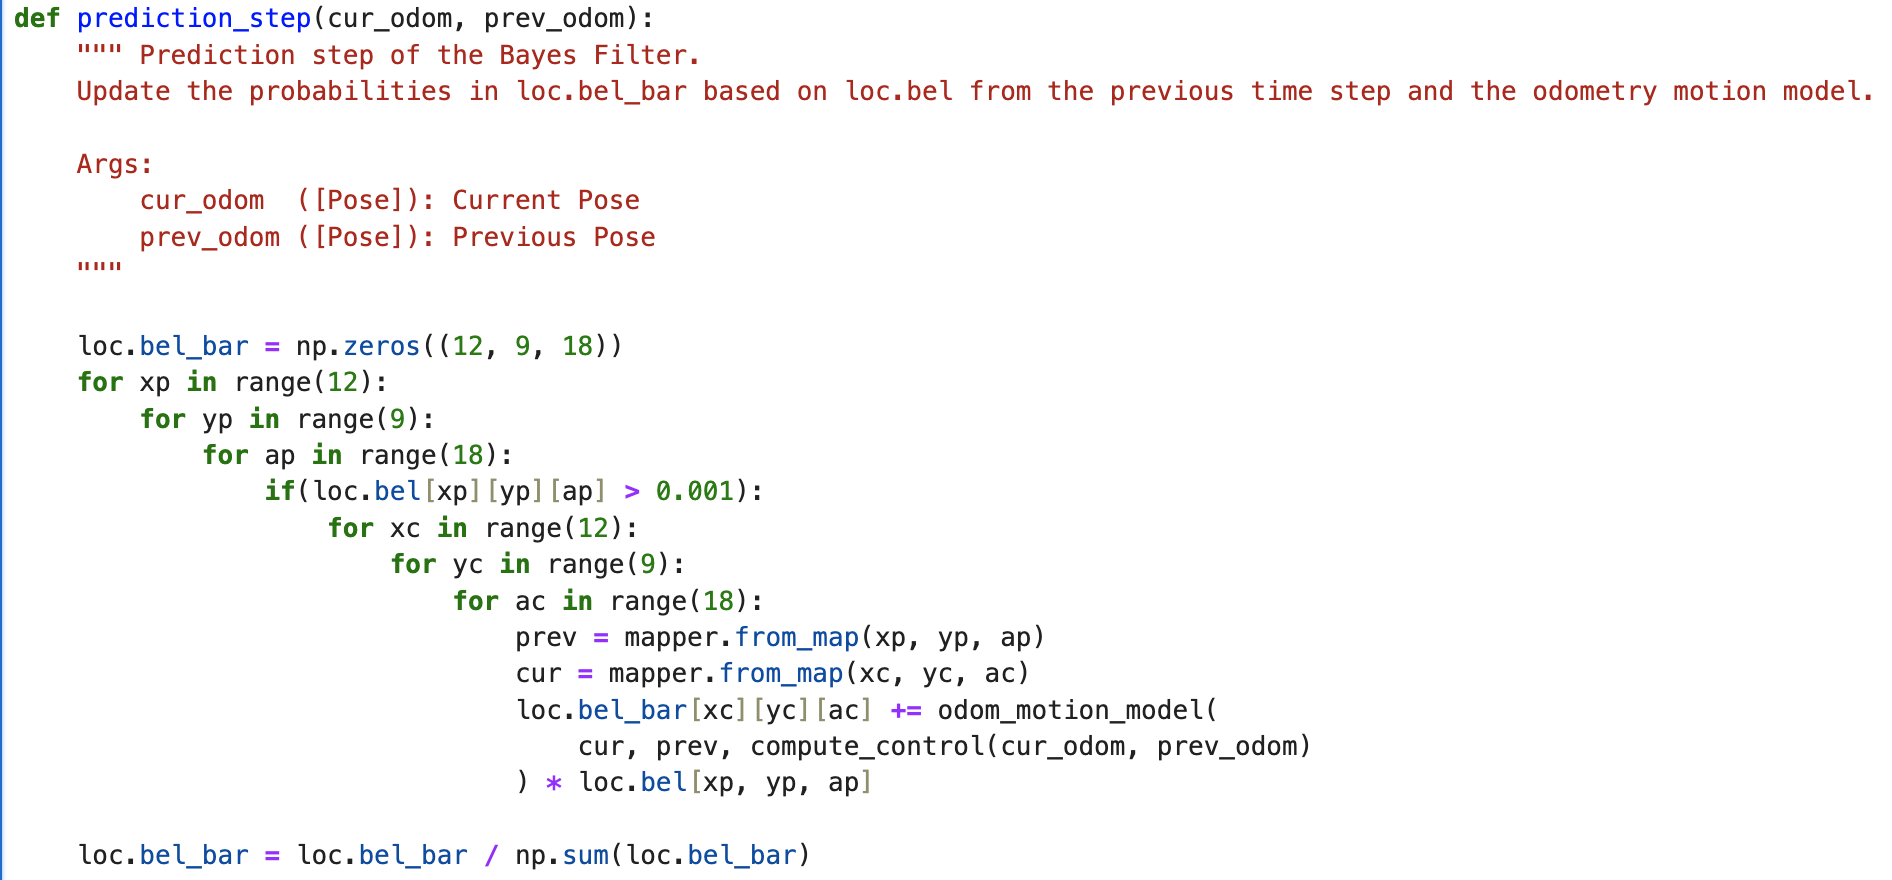 def prediction_step(cur_odom, prev_odom):
    """ Prediction step of the Bayes Filter.
    Update the probabilities in loc.bel_bar based on loc.bel from the previous time step and the odometry motion model.

    Args:
        cur_odom  ([Pose]): Current Pose
        prev_odom ([Pose]): Previous Pose
    """

    loc.bel_bar = np.zeros((12, 9, 18))
    for xp in range(12):
        for yp in range(9):
            for ap in range(18):
                if(loc.bel[xp][yp][ap] > 0.001):
                    for xc in range(12):
                        for yc in range(9):
                            for ac in range(18):
                                prev = mapper.from_map(xp, yp, ap)
                                cur = mapper.from_map(xc, yc, ac)
                                loc.bel_bar[xc][yc][ac] += odom_motion_model(
                                    cur, prev, compute_control(cur_odom, prev_odom)
                                ) * loc.bel[xp, yp, ap]

    loc.bel_bar = loc.bel_bar / np.sum(loc.bel_bar)